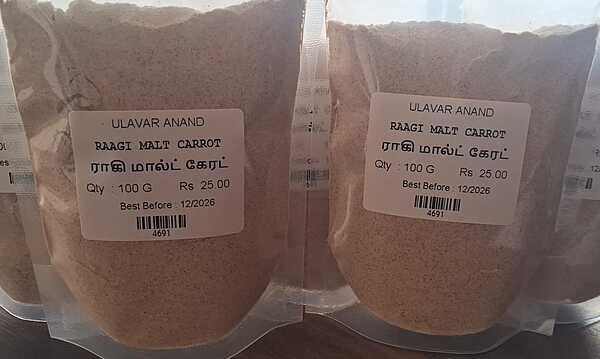 ULAVAR ANAND
RAAGI MALT CARROT
ராகி மால்ட் கேரட்
Qty : 100 G Rs 25.00
Best Before : 12/2026
4691
ULAVAR ANAND
RAAGI MALT CARROT
ராகி மால்ட் கேரட்
Qty : 100 G Rs 25.00
Best Before : 12/2026
4691